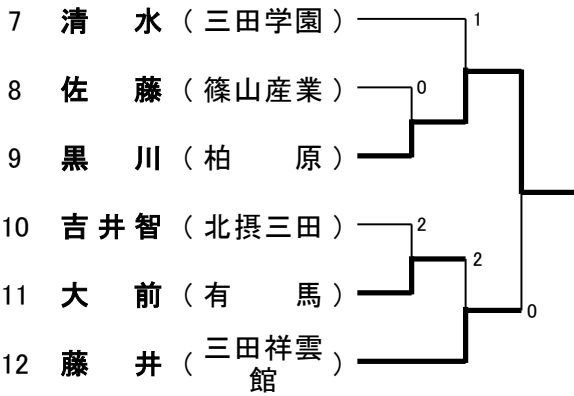 7 清 水 ( 三田学園 ) 1
8 佐 藤 ( 篠山産業 ) 0
9 黒 川 ( 柏 原 )
10 吉井智 ( 北摂三田 ) 2
11 大 前 ( 有 馬 ) 2
0
12 藤 井 ( 三田祥雲
館 )